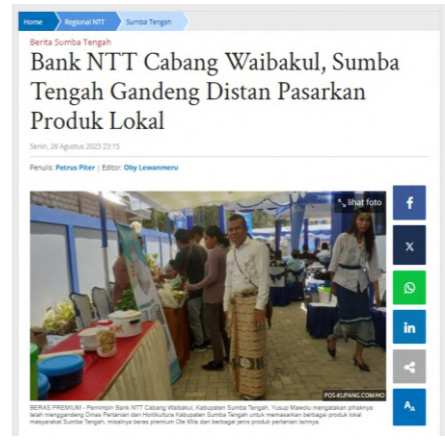 Home
Regional NTT
Sumba Tengah
Berita Sumba Tengah
Bank NTT Cabang Waibakul, Sumba
Tengah Gandeng Distan Pasarkan
Produk Lokal
Senin, 28 Agustus 2023 23:15
Penulis: Petrus Piter | Editor: Oby Lewanmeru
lihat foto
POS-KUPANG.COM/HO
BERAS PREMIUM - Pemimpin Bank NTT Cabang Waibakul, Kabupaten Sumba Tengah, Yusup Mawolu mengatakan pihaknya
telah menggandeng Dinas Pertanian dan Hortikultura Kabupaten Sumba Tengah untuk memasarkan berbagai produk lokal
masyarakat Sumba Tengah, misalnya beras premium Ole Mila dan berbagai jenis produk pertanian lainnya.